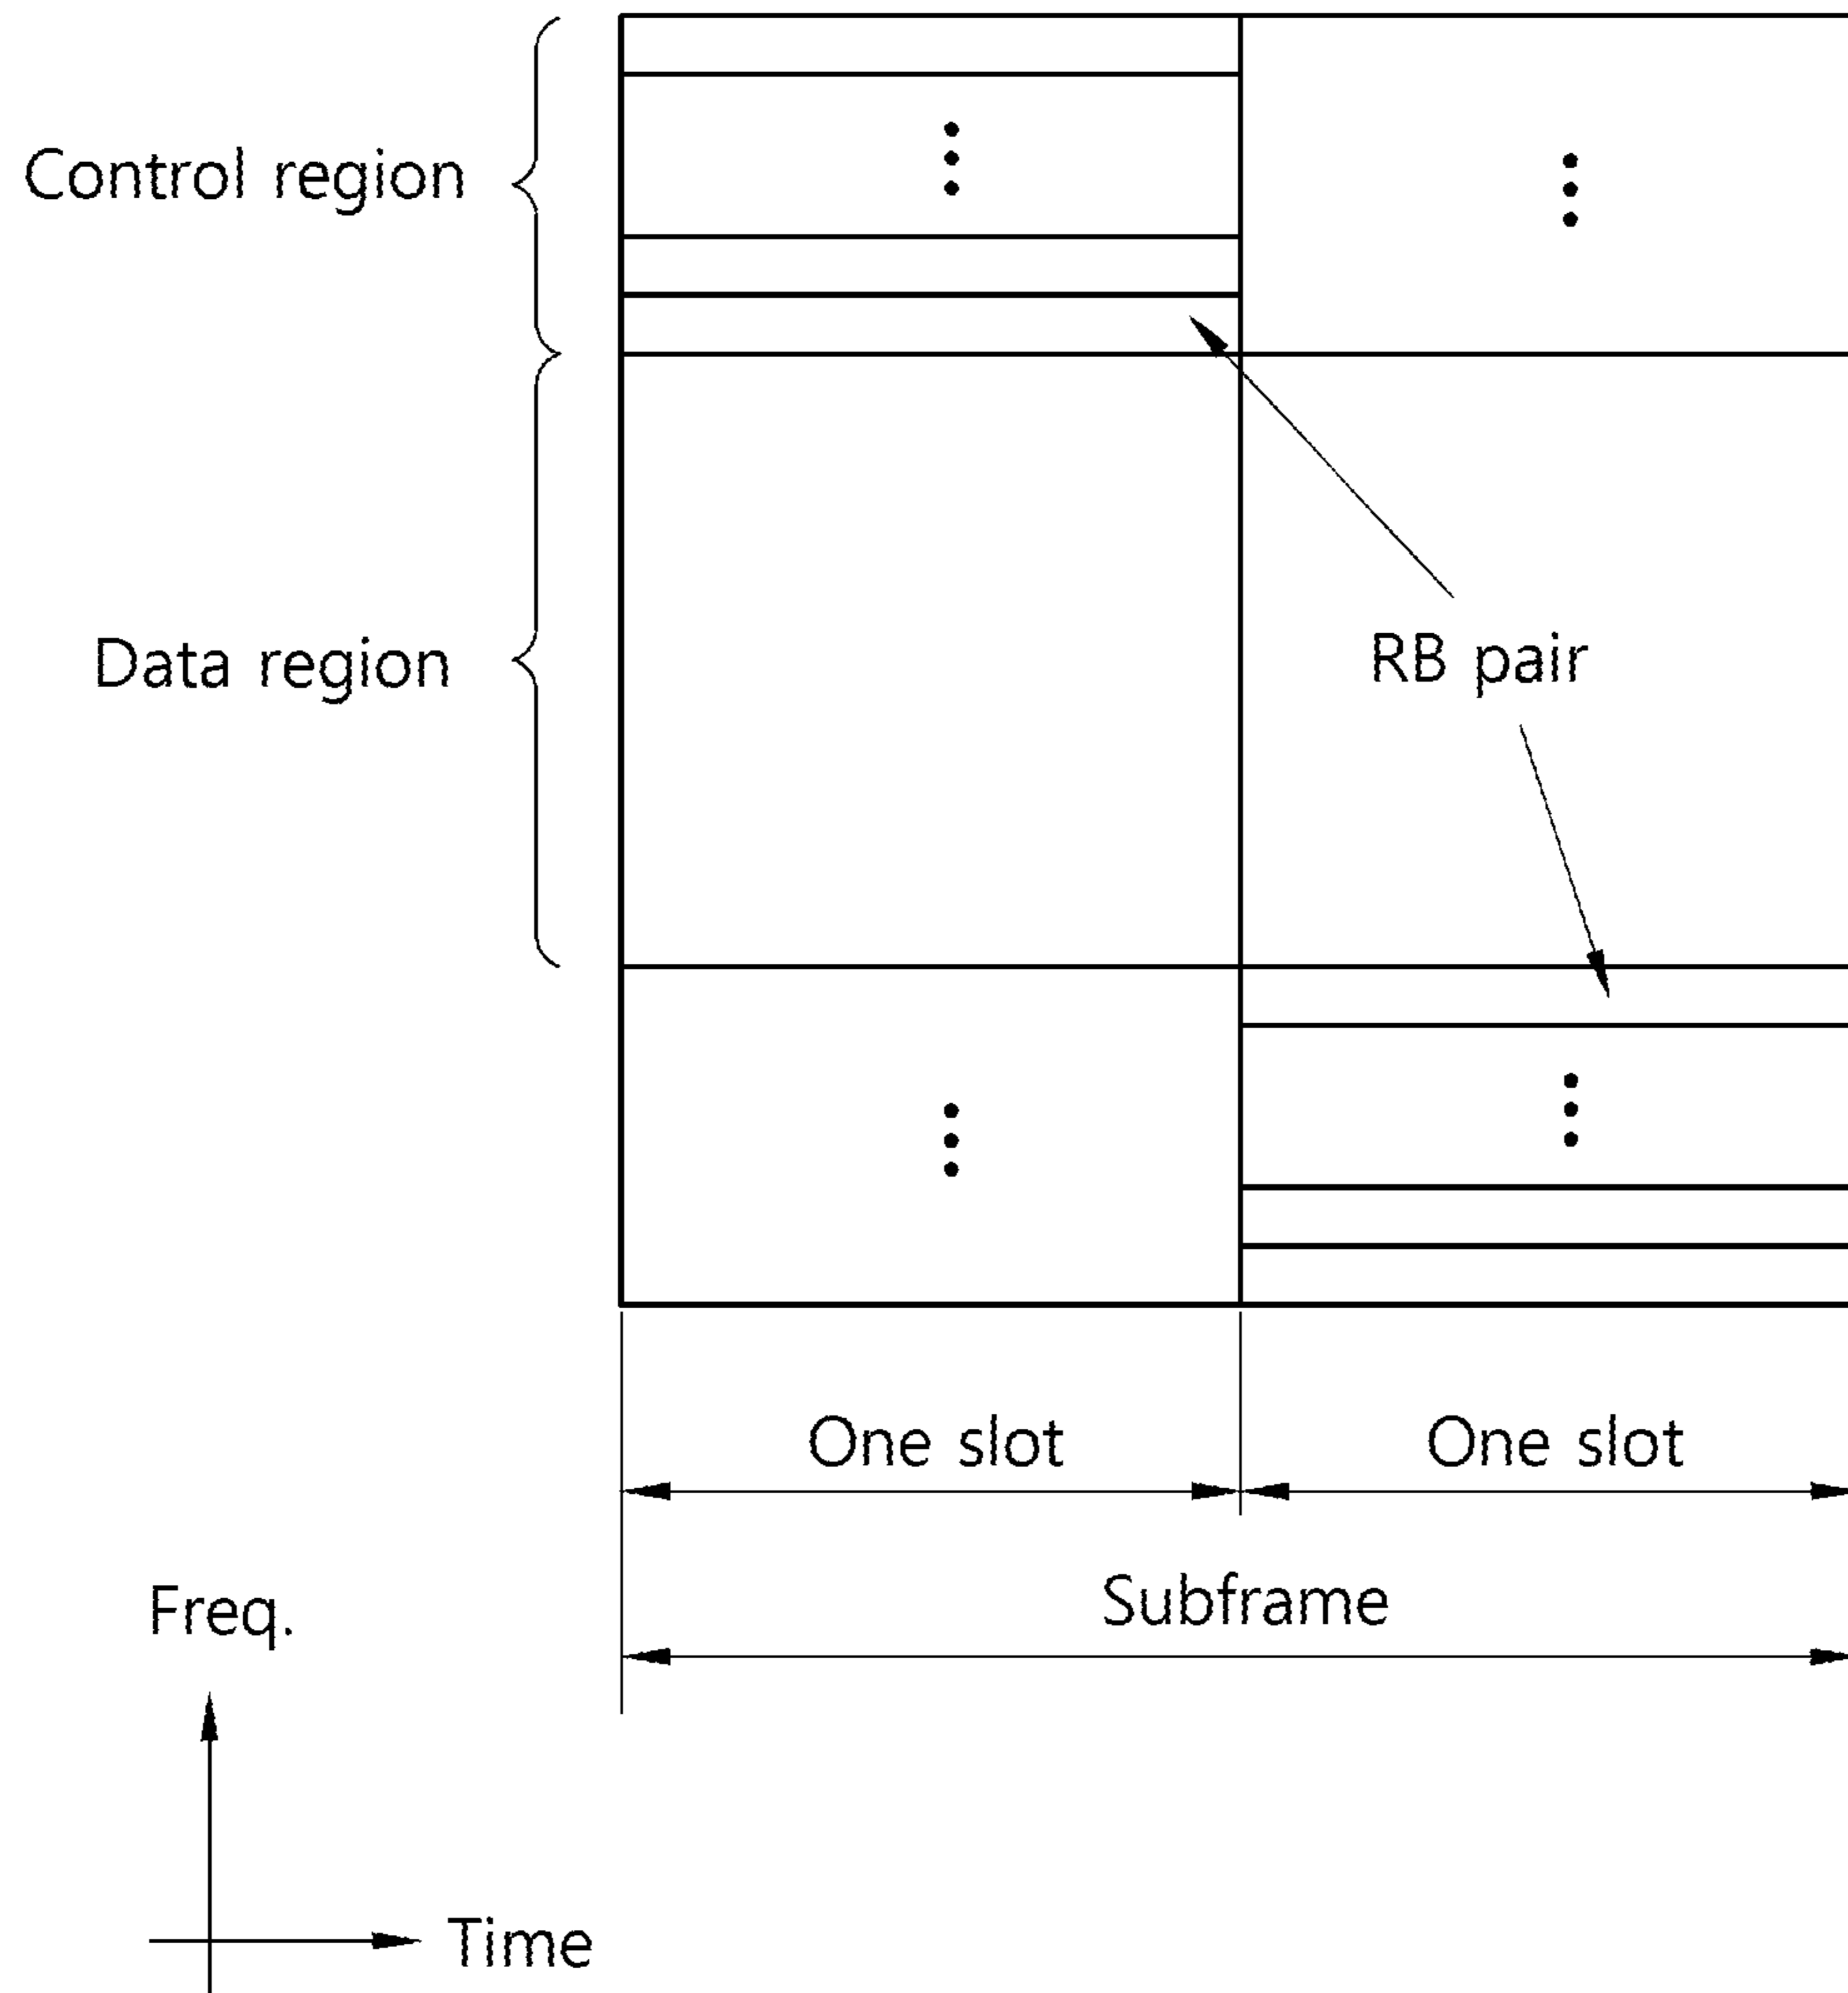 Control region
Data region
RB pair
One slot
One slot
Subframe
Freq.
Time